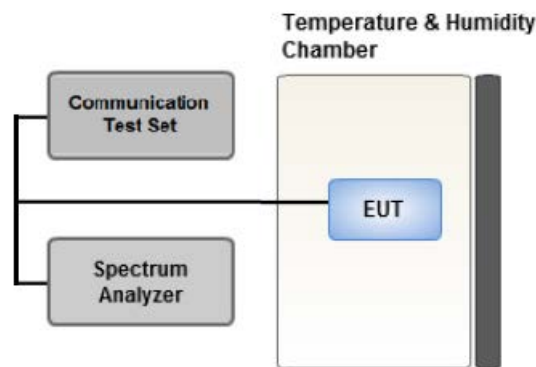 Temperature & Humidity
Chamber
Communication
Test Set
EUT
Spectrum
Analyzer